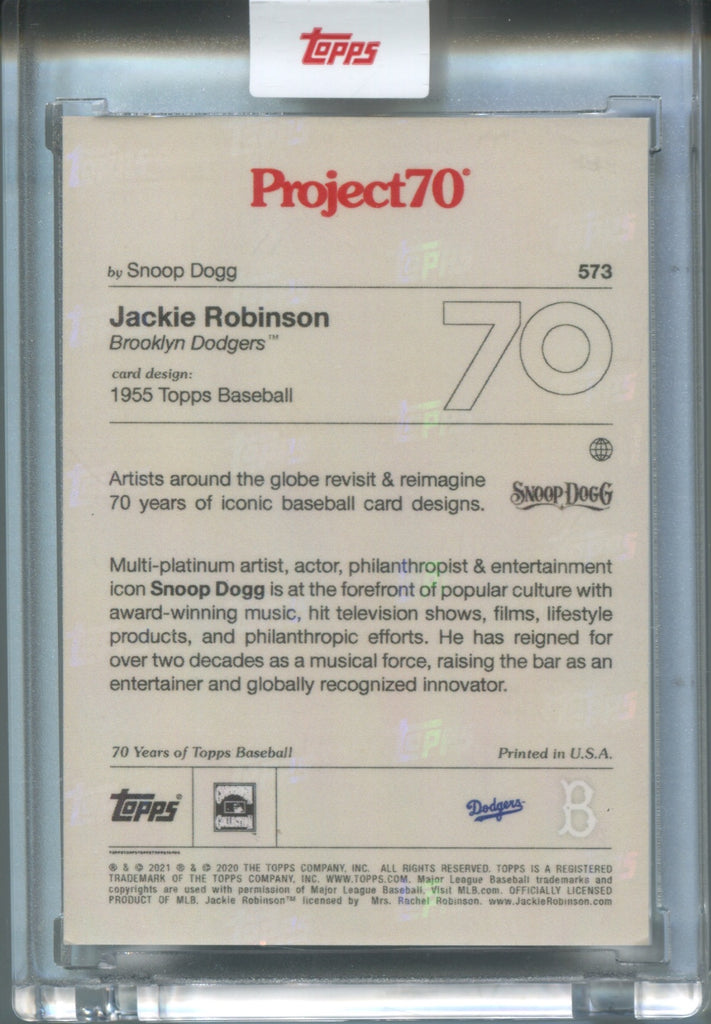 Topps
Project70®
by Snoop Dogg 573
Jackie Robinson
Brooklyn Dodgers™
card design:
1955 Topps Baseball
70
Artists around the globe revisit & reimagine
70 years of iconic baseball card designs.
SNOOP DOGG
Multi-platinum artist, actor, philanthropist & entertainment
icon Snoop Dogg is at the forefront of popular culture with
award-winning music, hit television shows, films, lifestyle
products, and philanthropic efforts. He has reigned for
over two decades as a musical force, raising the bar as an
entertainer and globally recognized innovator.
70 Years of Topps Baseball Printed in U.S.A.
Topps® Dodgers B
® & © 2021 ® & © 2020 THE TOPPS COMPANY, INC. ALL RIGHTS RESERVED. TOPPS IS A REGISTERED
TRADEMARK OF THE TOPPS COMPANY, INC. WWW.TOPPS.COM. Major League Baseball trademarks and
copyrights are used with permission of Major League Baseball. Visit MLB.com. OFFICIALLY LICENSED
PRODUCT OF MLB. Jackie Robinson™ licensed by Mrs. Rachel Robinson. www.JackieRobinson.com